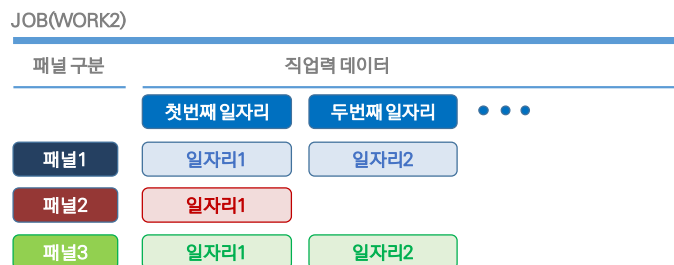 JOB(WORK2)
패널 구분 직업력 데이터
첫번째 일자리 두번째 일자리 • • •
패널1 일자리1 일자리2
패널2 일자리1
패널3 일자리1 일자리2